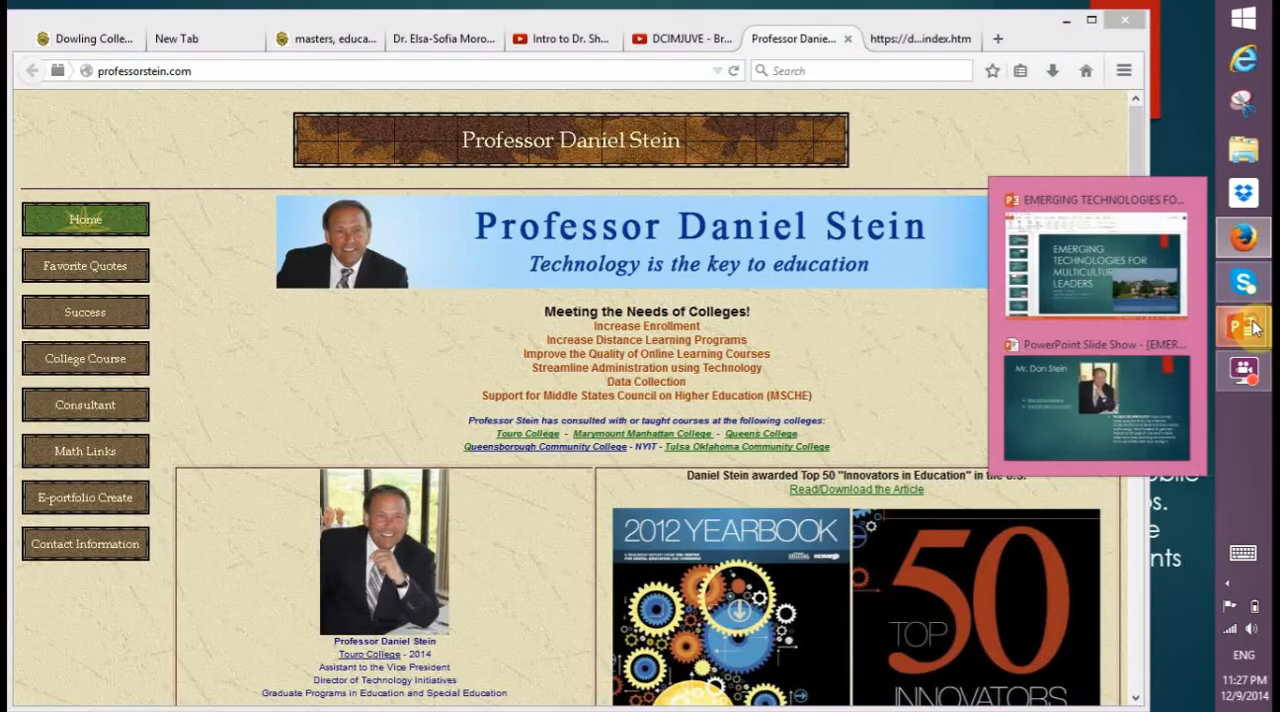 Dowling Colle...
New Tab
masters, educa...
Dr. Elsa-Sofia Moro...
Intro to Dr. Sh...
DCIMJUVE - Br...
Professor Danie...
https://d...index.htm
professorstein.com
Search
Professor Daniel Stein
Home
Favorite Quotes
Success
College Course
Consultant
Math Links
E-portfolio Create
Contact Information
Professor Daniel Stein
Technology is the key to education
Meeting the Needs of Colleges!
Increase Enrollment
Increase Distance Learning Programs
Improve the Quality of Online Learning Courses
Streamline Administration using Technology
Data Collection
Support for Middle States Council on Higher Education (MSCHE)
Professor Stein has consulted with or taught courses at the following colleges:
Touro College - Marymount Manhattan College - Queens College
Queensborough Community College - NYIT - Tulsa Oklahoma Community College
Professor Daniel Stein
Touro College - 2014
Assistant to the Vice President
Director of Technology Initiatives
Graduate Programs in Education and Special Education
Daniel Stein awarded Top 50 "Innovators in Education" in the U.S.
Read/Download the Article
2012 YEARBOOK
TOP 50
INNOVATORS
EMERGING TECHNOLOGIES FO...
EMERGING
TECHNOLOGIES FOR
MULTICULTUR
LEADERS
PowerPoint Slide Show - [EMER...
Mr. Dan Stein
s.
e
nts
ENG
11:27 PM
12/9/2014